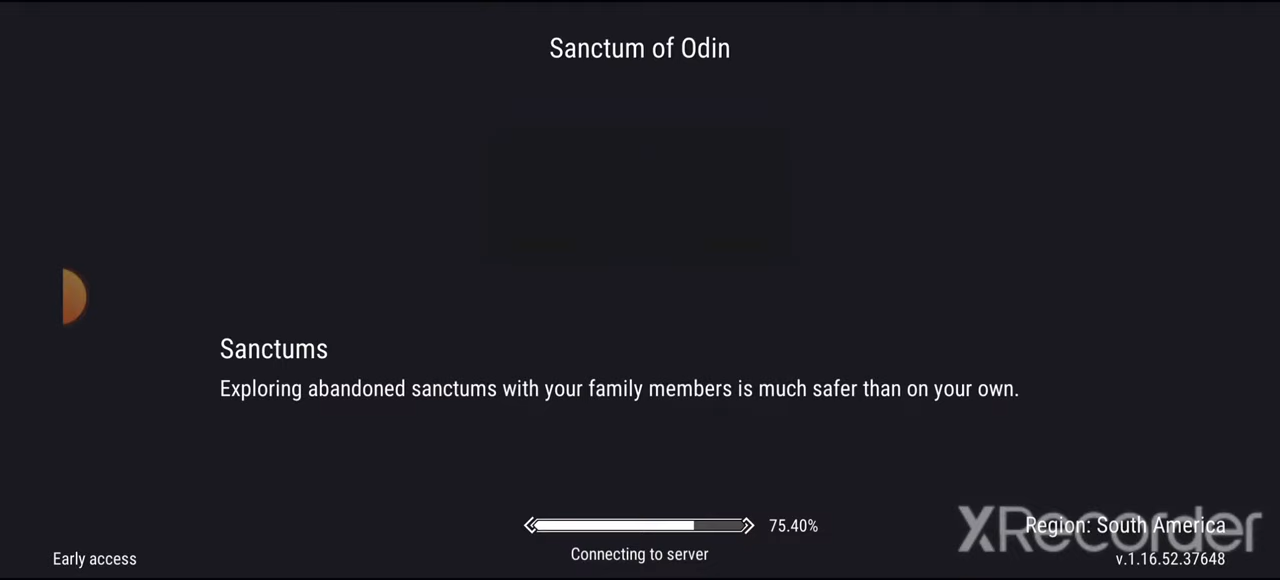 Sanctum of Odin
Sanctums
Exploring abandoned sanctums with your family members is much safer than on your own.
75.40%
Connecting to server
Early access
XRecorder
Region: South America
v.1.16.52.37648